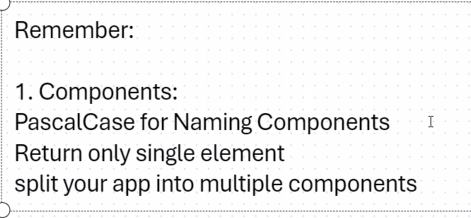 Remember:
1. Components:
PascalCase for Naming Components
Return only single element
split your app into multiple components